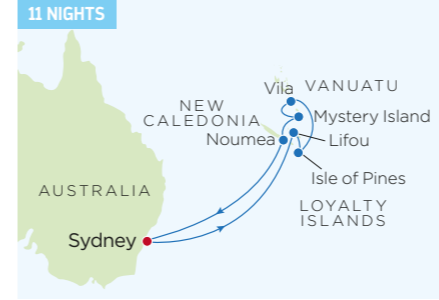 11 NIGHTS
Vila
VANUATU
NEW
CALEDONIA
Mystery Island
Noumea
Lifou
Isle of Pines
AUSTRALIA
LOYALTY
ISLANDS
Sydney